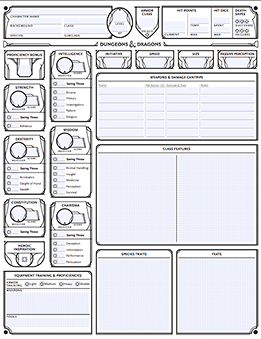 CHARACTER NAME
BACKGROUND
CLASS
SPECIES
SUBCLASS
LEVEL
XP
ARMOR CLASS
SHIELD
HIT POINTS
CURRENT
TEMP
MAX
HIT DICE
SPENT
MAX
DEATH SAVES
DUNGEONS & DRAGONS
PROFICIENCY BONUS
INTELLIGENCE
INITIATIVE
SPEED
SIZE
PASSIVE PERCEPTION
MODIFIER
SCORE
Saving Throw
Arcana
History
Investigation
Nature
Religion
STRENGTH
MODIFIER
SCORE
Saving Throw
Athletics
DEXTERITY
MODIFIER
SCORE
Saving Throw
Acrobatics
Sleight of Hand
Stealth
WISDOM
MODIFIER
SCORE
Saving Throw
Animal Handling
Insight
Medicine
Perception
Survival
CONSTITUTION
MODIFIER
SCORE
Saving Throw
HEROIC INSPIRATION
CHARISMA
MODIFIER
SCORE
Saving Throw
Deception
Intimidation
Performance
Persuasion
EQUIPMENT TRAINING & PROFICIENCIES
ARMOR TRAINING
Light
Medium
Heavy
Shields
WEAPONS
TOOLS
WEAPONS & DAMAGE CANTRIPS
Name
Atk Bonus / DC
Damage & Type
Notes
CLASS FEATURES
SPECIES TRAITS
FEATS